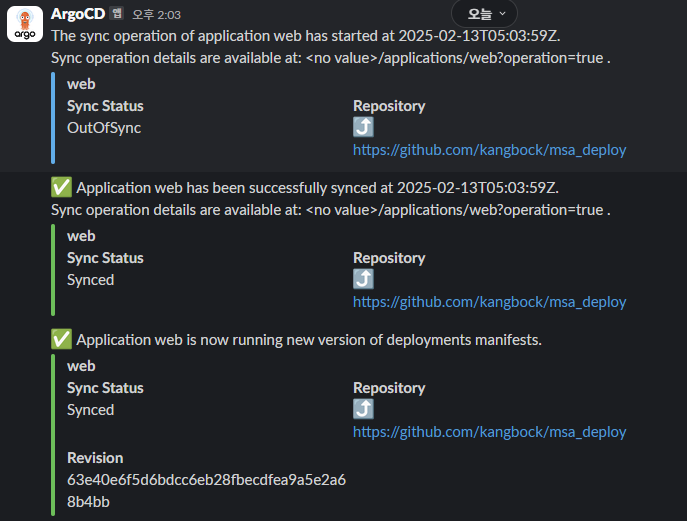 argo
ArgoCD 앱 오후 2:03
오늘
The sync operation of application web has started at 2025-02-13T05:03:59Z.
Sync operation details are available at: <no value>/applications/web?operation=true .
web
Sync Status Repository
OutOfSync
https://github.com/kangbock/msa_deploy
Application web has been successfully synced at 2025-02-13T05:03:59Z.
Sync operation details are available at: <no value>/applications/web?operation=true .
web
Sync Status Repository
Synced
https://github.com/kangbock/msa_deploy
Application web is now running new version of deployments manifests.
web
Sync Status Repository
Synced
https://github.com/kangbock/msa_deploy
Revision
63e40e6f5d6bdcc6eb28fbecdfea9a5e2a6
8b4bb